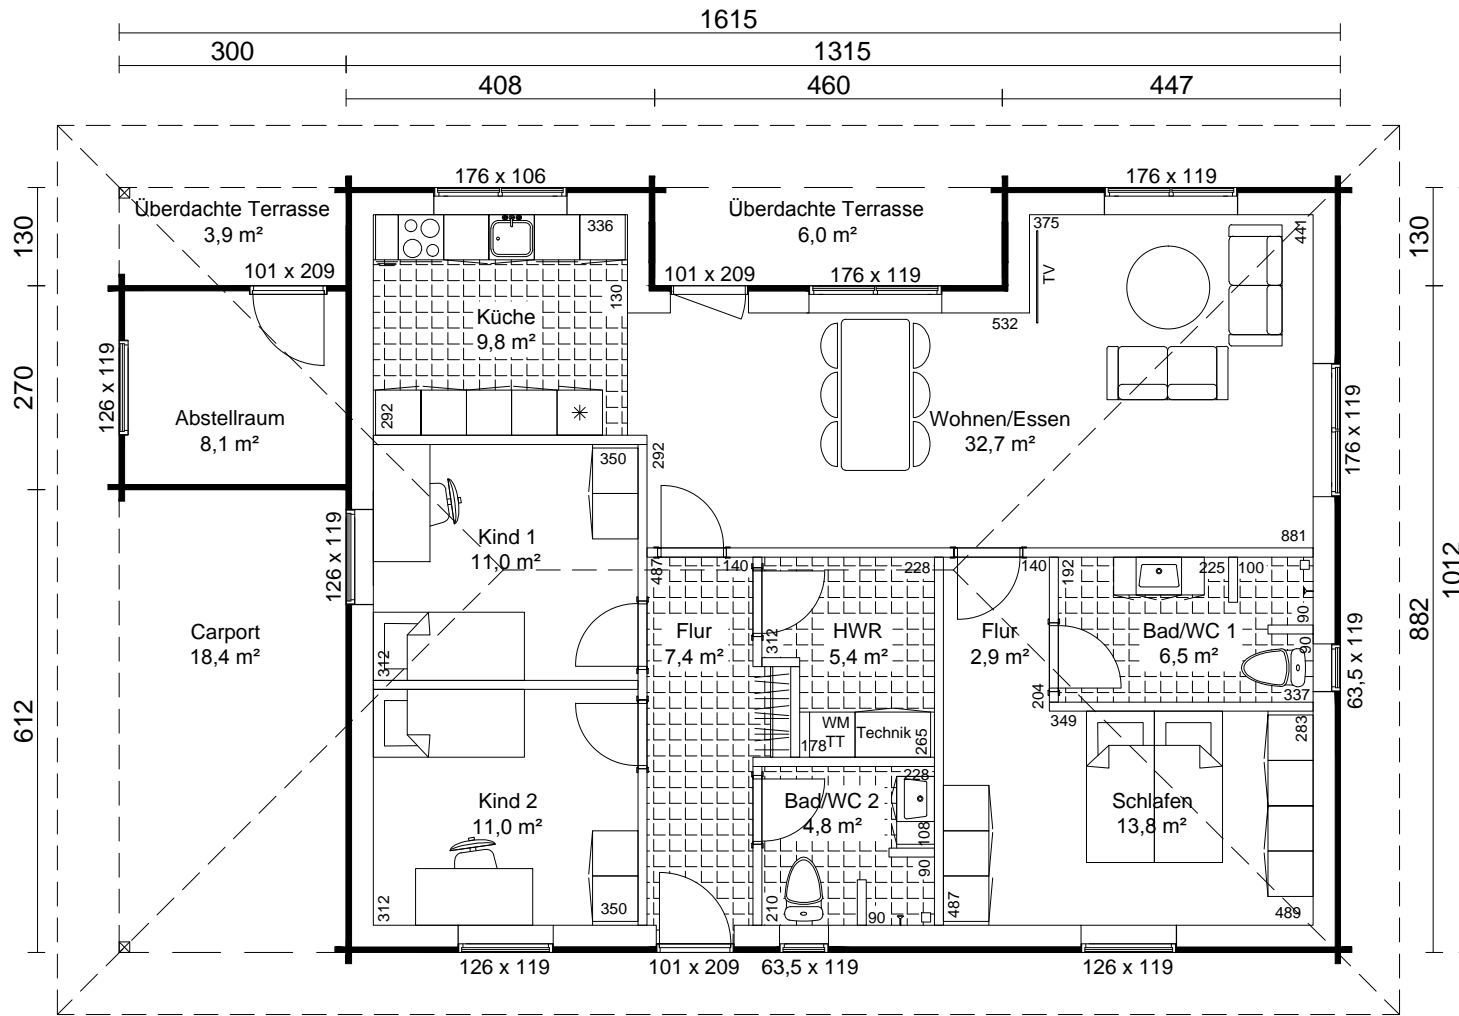 1615
300
1315
408
460
447
176 x 106
176 x 119
Überdachte Terrasse
3,9 m²
Überdachte Terrasse
6,0 m²
336
375
441
TV
130
130
101 x 209
101 x 209
176 x 119
130
532
Küche
9,8 m²
126 x 119
270
Abstellraum
8,1 m²
292
Wohnen/Essen
32,7 m²
176 x 119
350
292
Kind 1
11,0 m²
881
126 x 119
487
140
228
140
192
225
100
1012
Carport
18,4 m²
Flur
7,4 m²
312
HWR
5,4 m²
Flur
2,9 m²
Bad/WC 1
6,5 m²
90
90
882
63,5 x 119
312
204
337
349
283
612
WM
TT
Technik
178
265
228
Kind 2
11,0 m²
Bad/WC 2
4,8 m²
108
90
Schlafen
13,8 m²
312
350
210
90
487
489
126 x 119
101 x 209
63,5 x 119
126 x 119